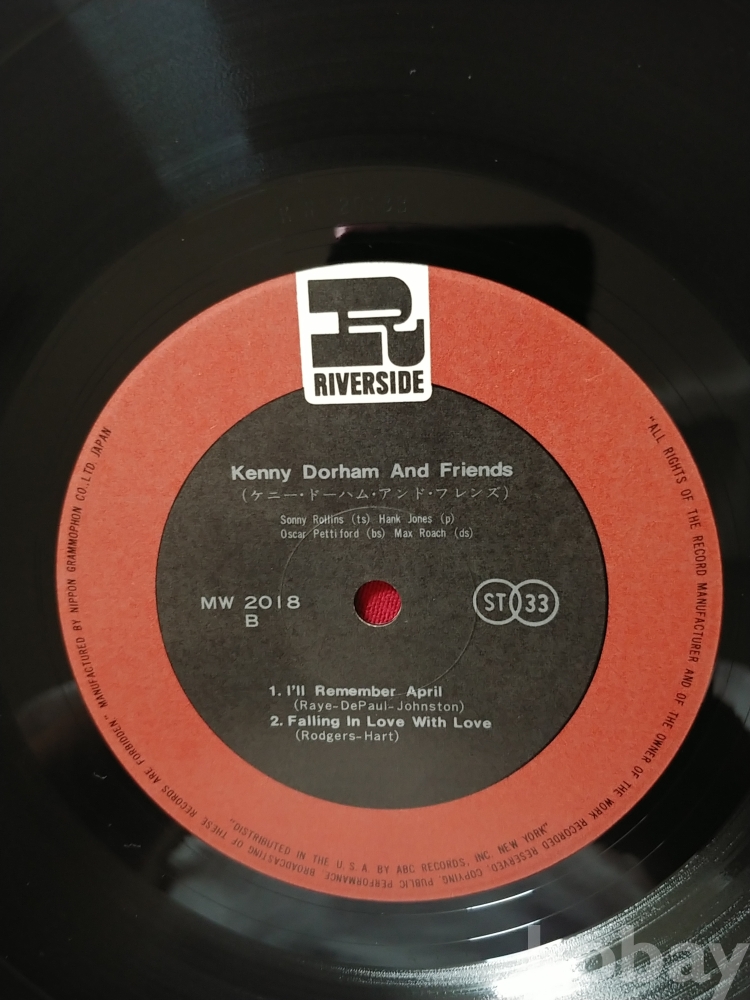 R
RIVERSIDE
Kenny Dorham And Friends
(ケニー・ドーハム・アンド・フレンズ)
Sonny Rollins (ts) Hank Jones (p)
Oscar Pettiford (bs) Max Roach (ds)
MW 2018
B
ST 33
1. I'll Remember April
(Raye-DePaul-Johnston)
2. Falling In Love With Love
(Rodgers-Hart)
"ALL RIGHTS OF THE RECORD MANUFACTURER AND OF THE OWNER OF THE WORK RECORDED RESERVED, COPYING, PUBLIC PERFORMANCE, BROADCASTING OF THESE RECORDS ARE FORBIDDEN" MANUFACTURED BY NIPPON GRAMMOPHON CO., LTD JAPAN
"DISTRIBUTED IN THE U. S. A. BY ABC RECORDS, INC. NEW YORK"